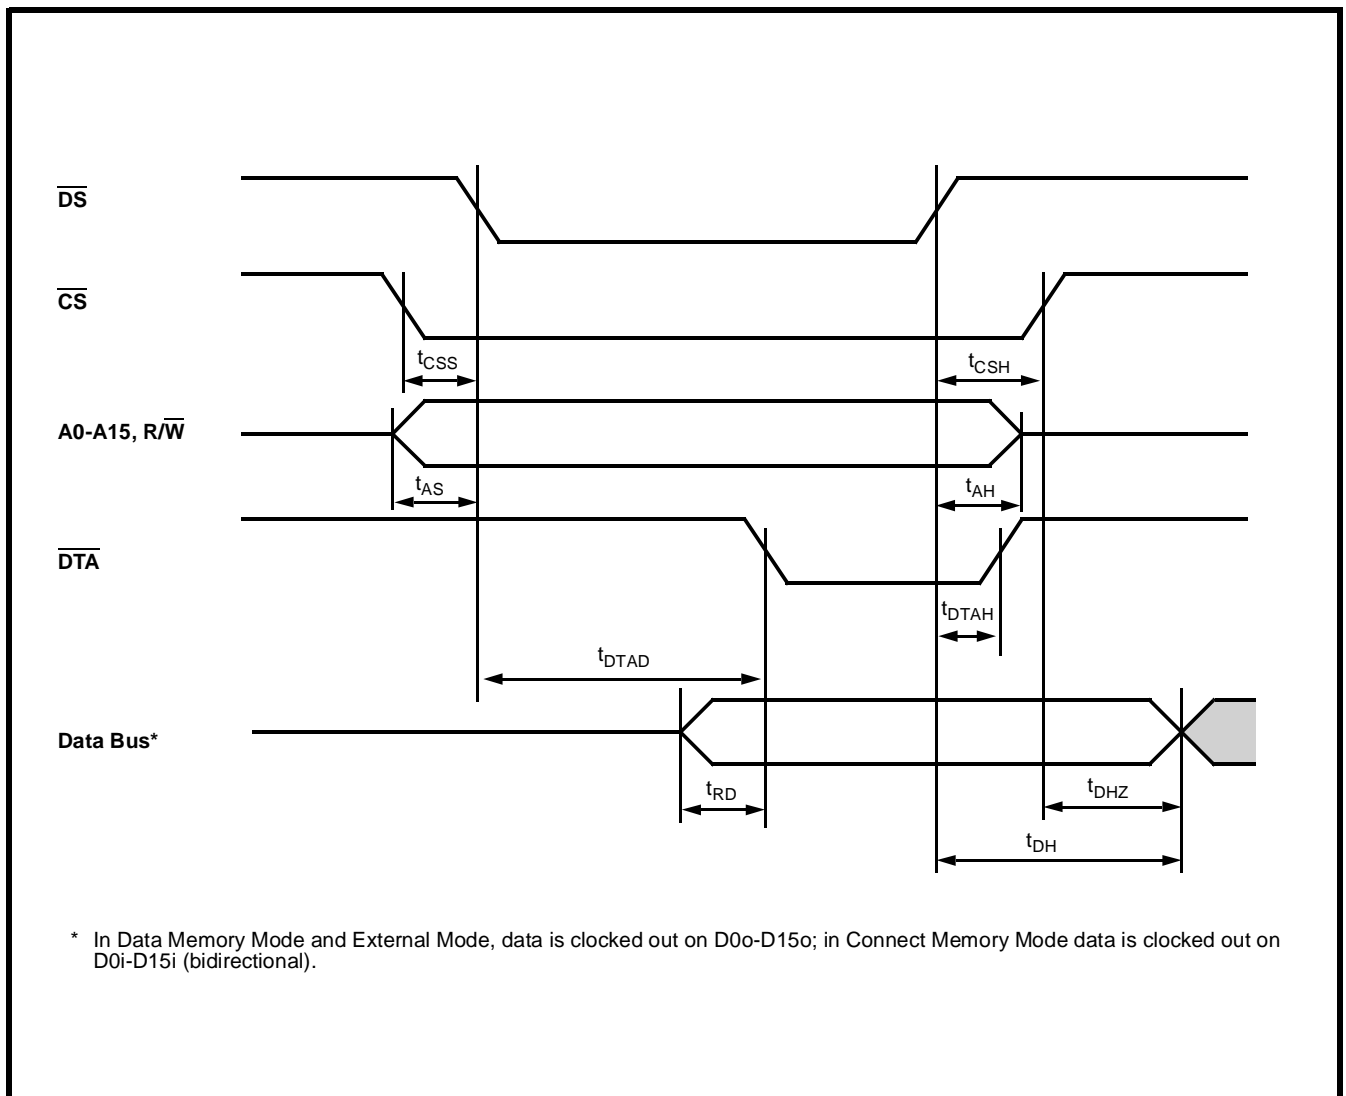 DS
CS
tCSS
tCSH
A0-A15, R/W
tAS
tAH
DTA
tDTAH
tDTAD
Data Bus*
tRD
tDHZ
tDH
* In Data Memory Mode and External Mode, data is clocked out on D0o-D15o; in Connect Memory Mode data is clocked out on
D0i-D15i (bidirectional).